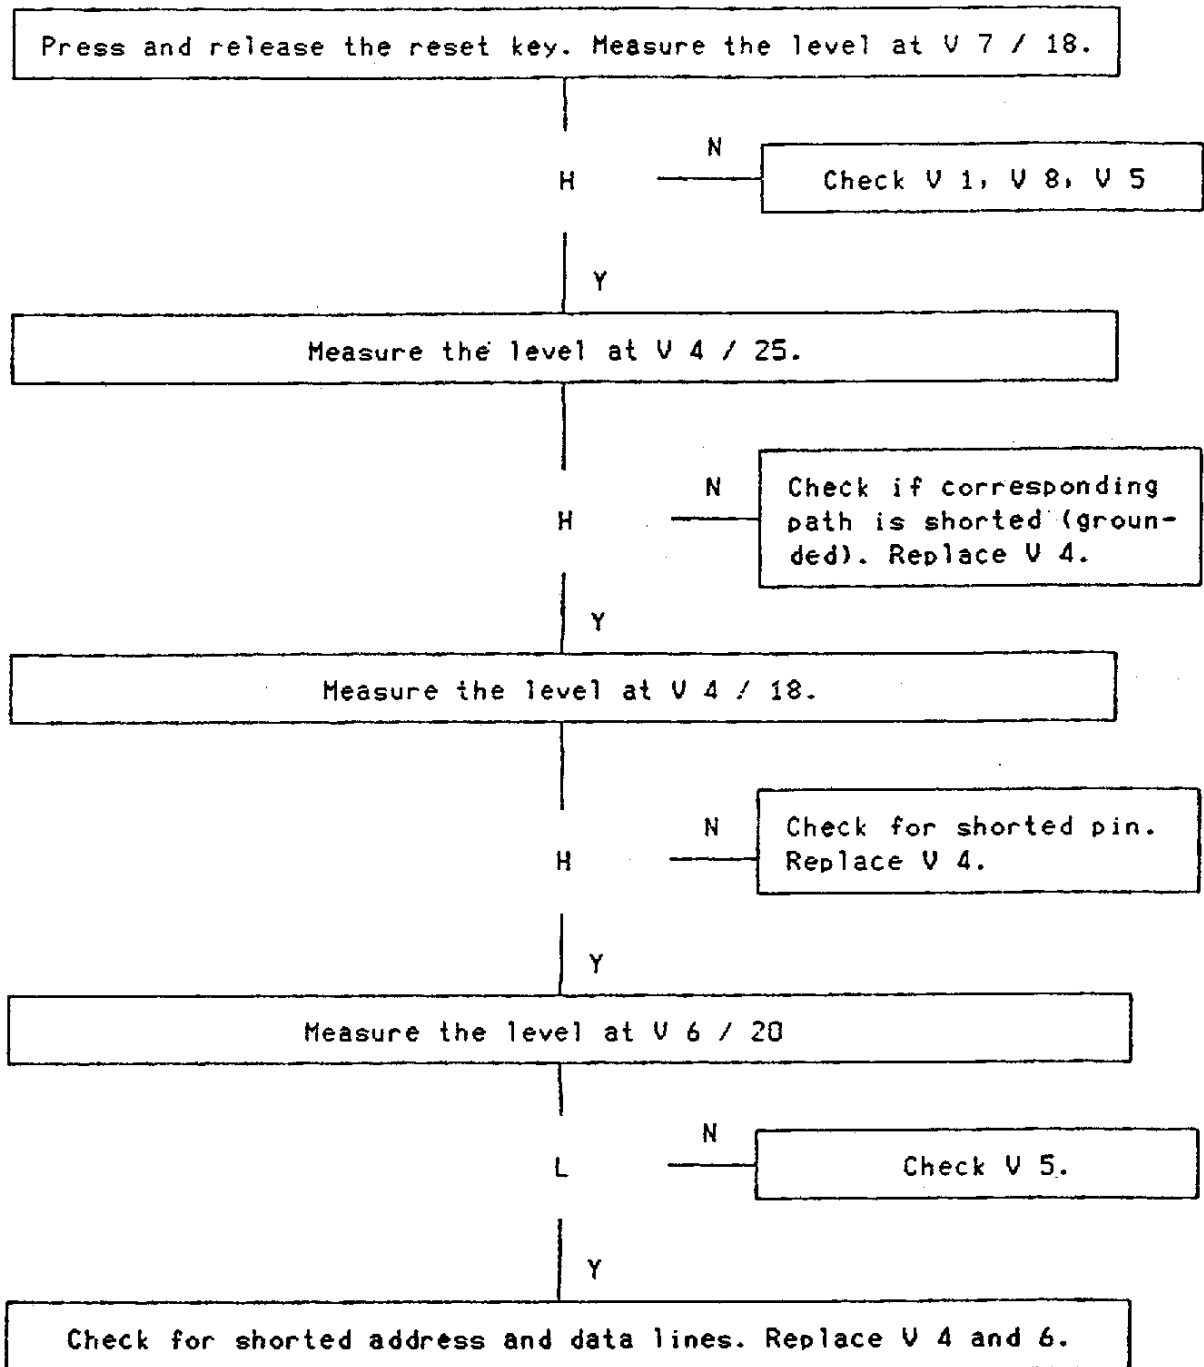 Press and release the reset key. Measure the level at V 7 / 18.
N
H
Check V 1, V 8, V 5
Y
Measure the level at V 4 / 25.
N
H
Check if corresponding
path is shorted (groun-
ded). Replace V 4.
Y
Measure the level at V 4 / 18.
N
H
Check for shorted pin.
Replace V 4.
Y
Measure the level at V 6 / 20
N
L
Check V 5.
Y
Check for shorted address and data lines. Replace V 4 and 6.